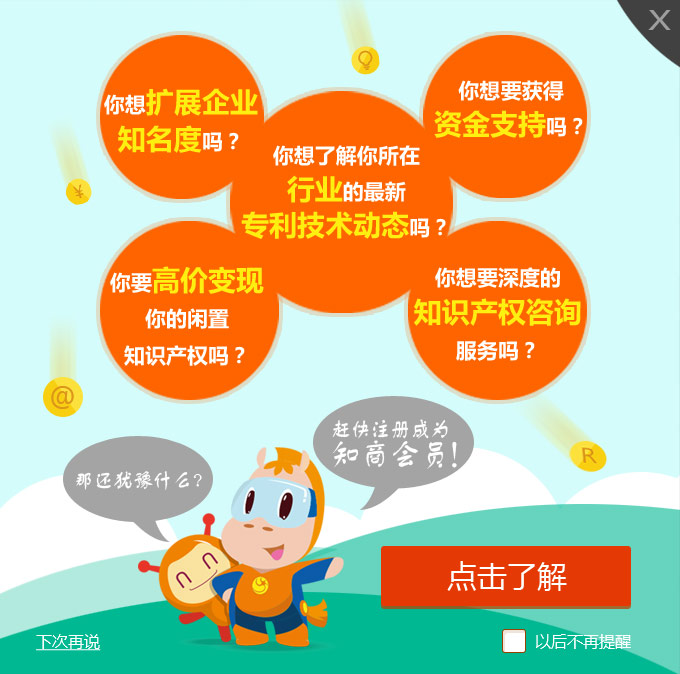 X
你想扩展企业
知名度吗？
你想要获得
资金支持吗？
你想了解你所在
行业的最新
专利技术动态吗？
你要高价变现
你的闲置
知识产权吗？
你想要深度的
知识产权咨询
服务吗？
¥
@
R
赶快注册成为
知商会员!
那还犹豫什么?
点击了解
下次再说
以后不再提醒